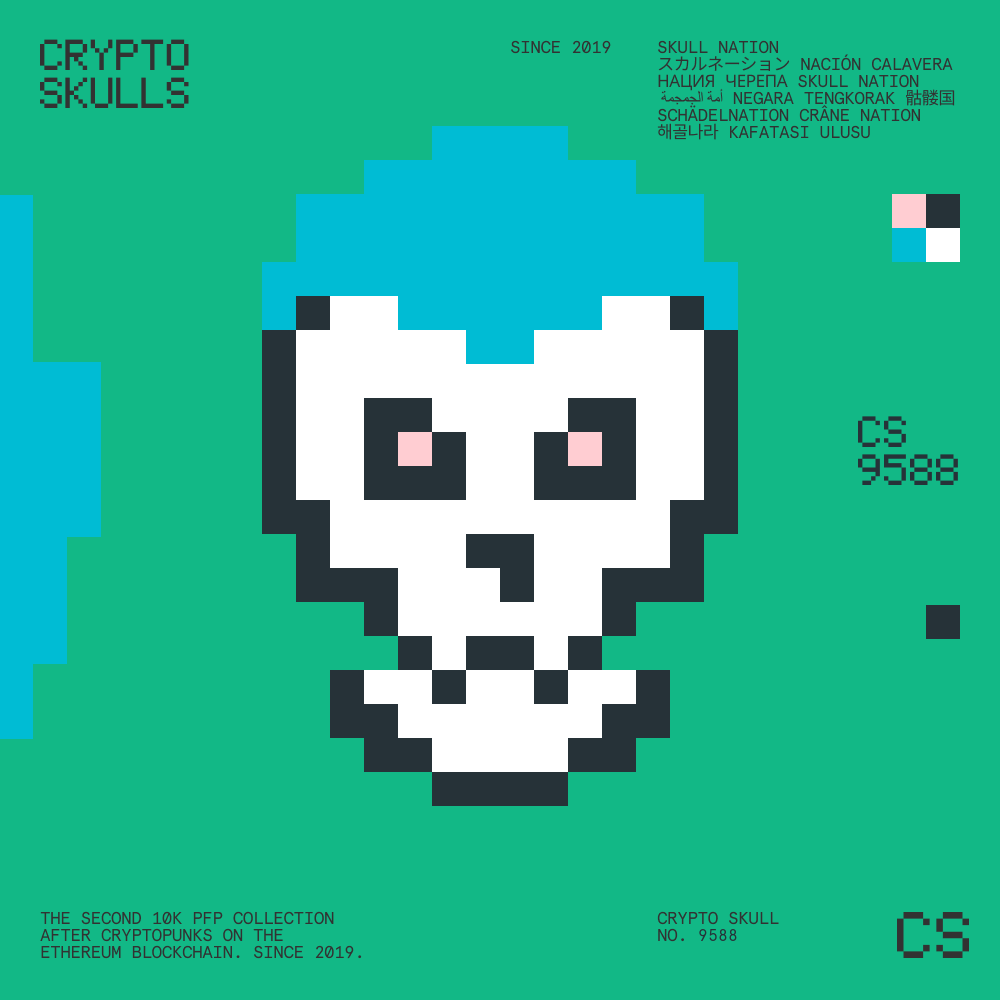 CRYPTO
SKULLS
SINCE 2019
SKULL NATION
スカルネーション NACIÓN CALAVERA
НАЦИЯ ЧЕРЕПА SKULL NATION
أمة الجمجمة NEGARA TENGKORAK 骷髅国
SCHÄDELNATION CRÂNE NATION
해골나라 KAFATASI ULUSU
CS
9588
THE SECOND 10K PFP COLLECTION
AFTER CRYPTOPUNKS ON THE
ETHEREUM BLOCKCHAIN. SINCE 2019.
CRYPTO SKULL
NO. 9588
CS